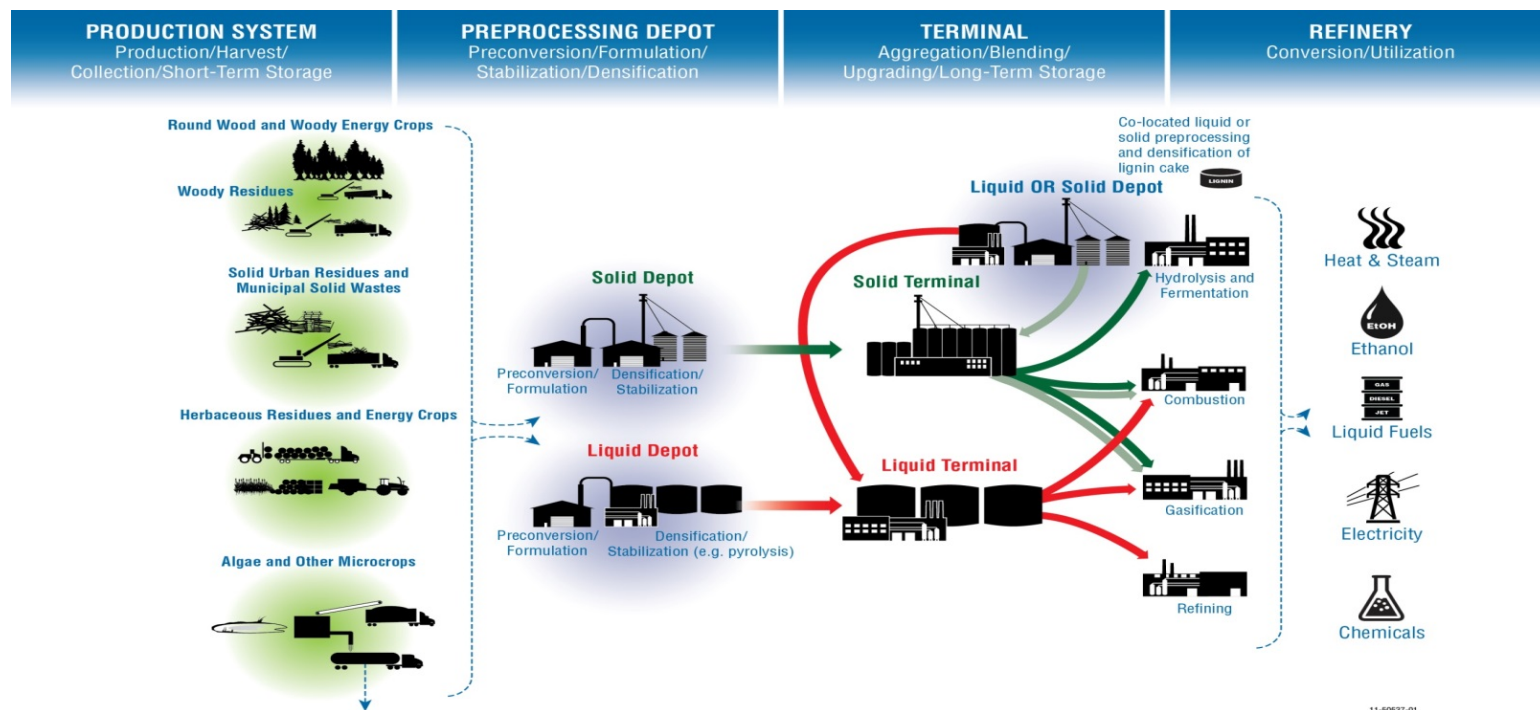 PRODUCTION SYSTEM
Production/Harvest/
Collection/Short-Term Storage
PREPROCESSING DEPOT
Preconversion/Formulation/
Stabilization/Densification
TERMINAL
Aggregation/Blending/
Upgrading/Long-Term Storage
REFINERY
Conversion/Utilization
Round Wood and Woody Energy Crops
Woody Residues
Solid Urban Residues and
Municipal Solid Wastes
Herbaceous Residues and Energy Crops
Algae and Other Microcrops
Solid Depot
Preconversion/
Formulation
Densification/
Stabilization
Liquid Depot
Preconversion/
Formulation
Densification/
Stabilization (e.g. pyrolysis)
Co-located liquid or
solid preprocessing
and densification of
lignin cake
LIGNIN
Liquid OR Solid Depot
Solid Terminal
Liquid Terminal
Hydrolysis and
Fermentation
Combustion
Gasification
Refining
Heat & Steam
EtOH
Ethanol
GAS
DIESEL
JET
Liquid Fuels
Electricity
Chemicals